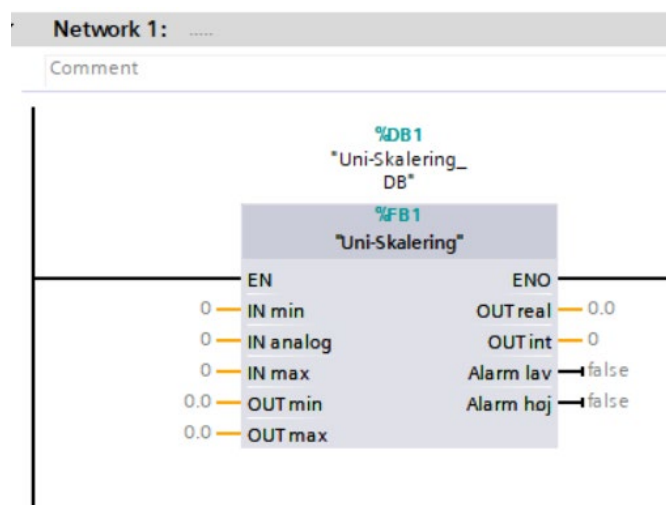 Network 1: .....
Comment
%DB1
"Uni-Skalering_
DB"
%FB1
"Uni-Skalering"
EN ENO
0 IN min OUT real 0.0
0 IN analog OUT int 0
0 IN max Alarm lav false
0.0 OUT min Alarm høj false
0.0 OUT max